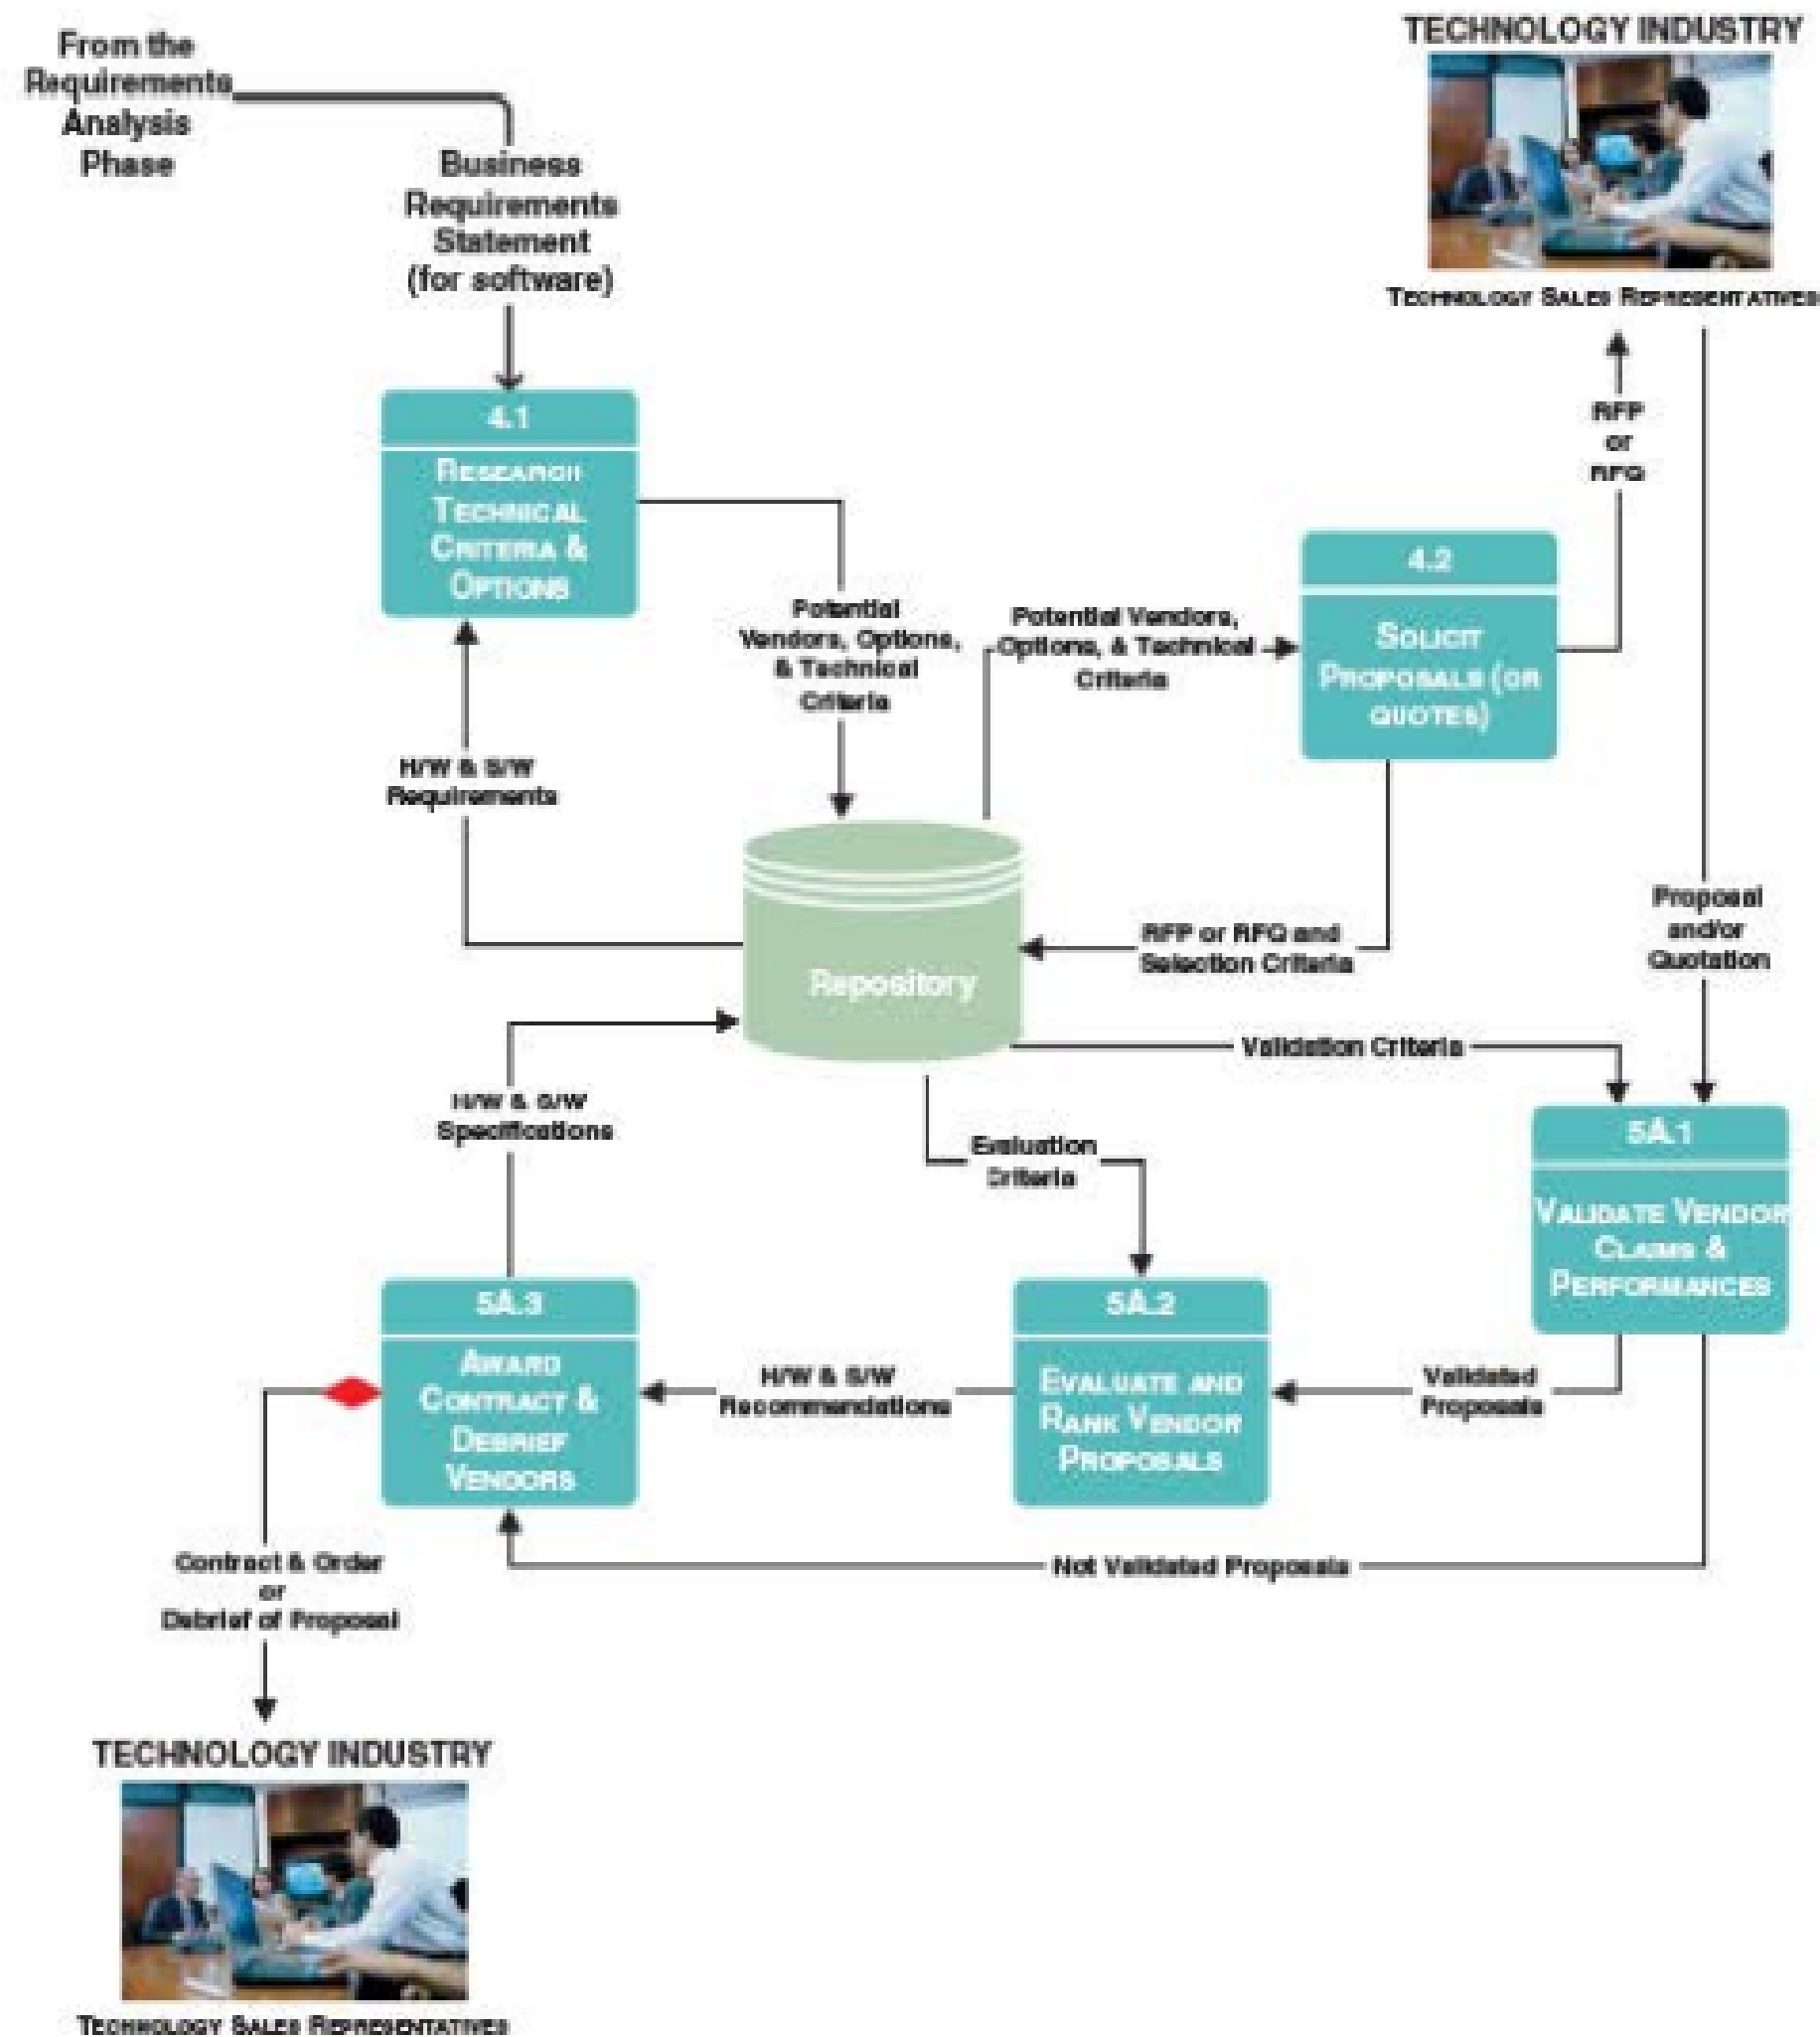 From the
Requirements
Analysis
Phase
Business
Requirements
Statement
(for software)
TECHNOLOGY INDUSTRY
TECHNOLOGY SALES REPRESENTATIVES
RFP
or
RFQ
4.1
RESEARCH
TECHNICAL
CRITERIA &
OPTIONS
Potential
Vendors, Options,
& Technical
Criteria
Potential Vendors,
Options, & Technical
Criteria
4.2
SOLICIT
PROPOSALS (OR
QUOTES)
H/W & S/W
Requirements
Repository
RFP or RFQ and
Selection Criteria
Proposal
and/or
Quotation
Validation Criteria
H/W & S/W
Specifications
Evaluation
Criteria
5A.1
VALIDATE VENDOR
CLAIMS &
PERFORMANCES
5A.3
AWARD
CONTRACT &
DEBRIEF
VENDORS
H/W & S/W
Recommendations
5A.2
EVALUATE AND
RANK VENDOR
PROPOSALS
Validated
Proposals
Not Validated Proposals
Contract & Order
or
Debrief of Proposal
TECHNOLOGY INDUSTRY
TECHNOLOGY SALES REPRESENTATIVES